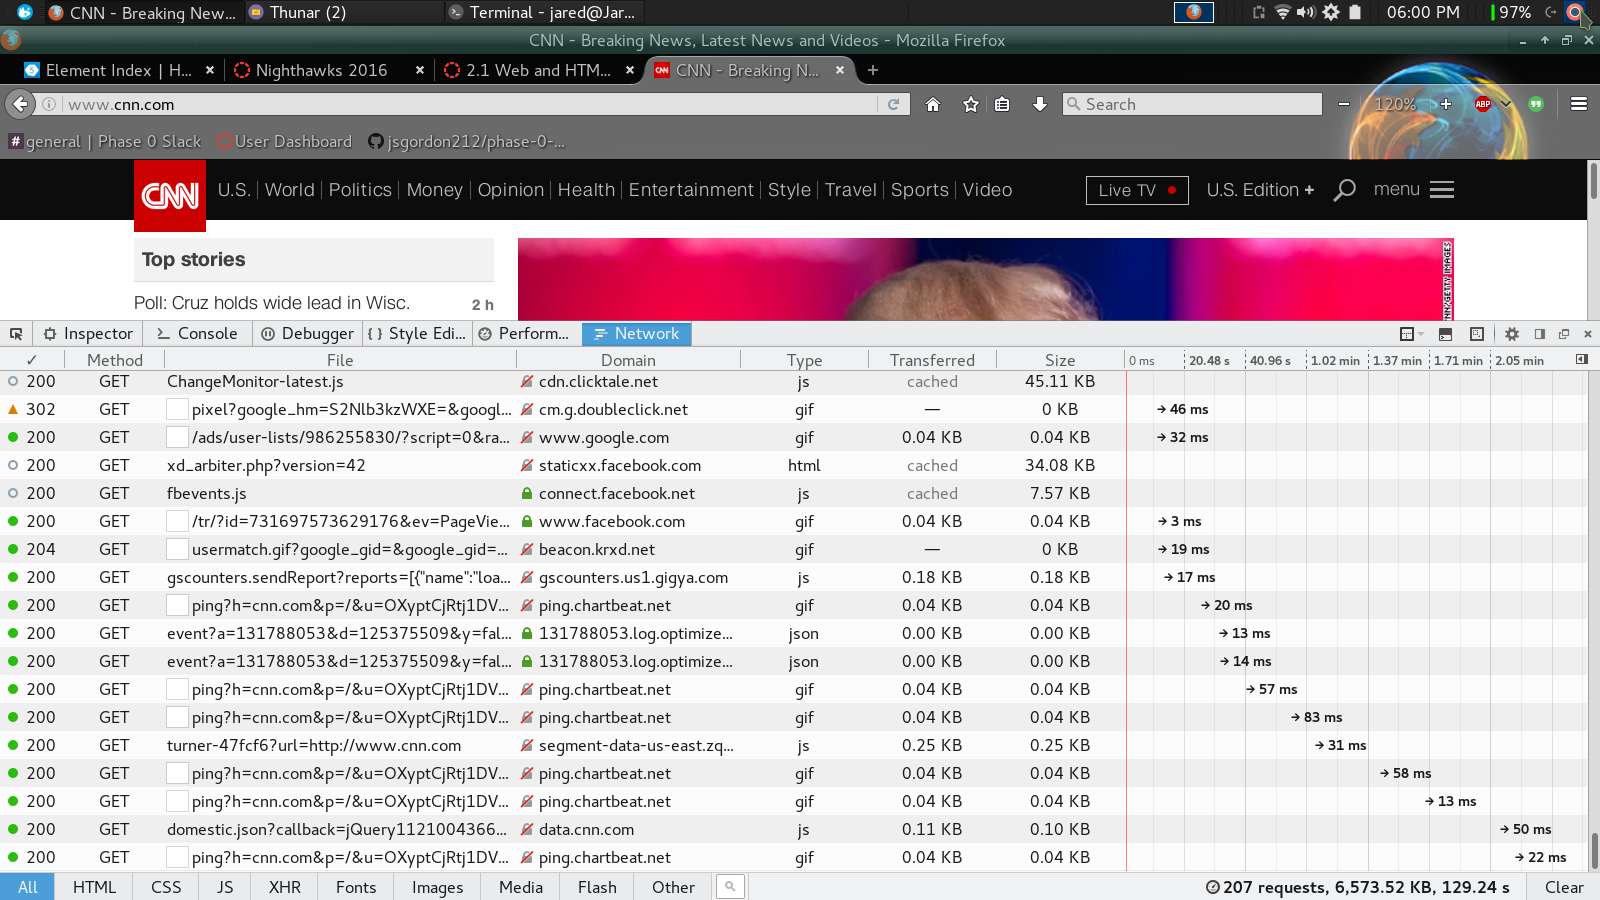 CNN - Breaking New... Thunar (2) Terminal - jared@Jar... 06:00 PM 97%
CNN - Breaking News, Latest News and Videos - Mozilla Firefox
Element Index | H... Nighthawks 2016 2.1 Web and HTM... CNN CNN - Breaking N...
www.cnn.com Search 120% ABP
# general | Phase 0 Slack User Dashboard jsgordon212/phase-0-...
CNN U.S. World Politics Money Opinion Health Entertainment Style Travel Sports Video Live TV U.S. Edition + menu
Top stories
Poll: Cruz holds wide lead in Wisc. 2 h
CNN/GETTY IMAGES
Inspector Console Debugger { } Style Edi... Perform... Network
✓ Method File Domain Type Transferred Size 0 ms 20.48 s 40.96 s 1.02 min 1.37 min 1.71 min 2.05 min
200 GET ChangeMonitor-latest.js cdn.clicktale.net js cached 45.11 KB
302 GET pixel?google_hm=S2Nlb3kzWXE=&googl... cm.g.doubleclick.net gif — 0 KB → 46 ms
200 GET /ads/user-lists/986255830/?script=0&ra... www.google.com gif 0.04 KB 0.04 KB → 32 ms
200 GET xd_arbiter.php?version=42 staticxx.facebook.com html cached 34.08 KB
200 GET fbevents.js connect.facebook.net js cached 7.57 KB
200 GET /tr/?id=731697573629176&ev=PageVie... www.facebook.com gif 0.04 KB 0.04 KB → 3 ms
204 GET usermatch.gif?google_gid=&google_gid=... beacon.krxd.net gif — 0 KB → 19 ms
200 GET gscounters.sendReport?reports=[{"name":"loa... gscounters.us1.gigya.com js 0.18 KB 0.18 KB → 17 ms
200 GET ping?h=cnn.com&p=/&u=OXyptCjRtj1DV... ping.chartbeat.net gif 0.04 KB 0.04 KB → 20 ms
200 GET event?a=131788053&d=125375509&y=fal... 131788053.log.optimize... json 0.00 KB 0.00 KB → 13 ms
200 GET event?a=131788053&d=125375509&y=fal... 131788053.log.optimize... json 0.00 KB 0.00 KB → 14 ms
200 GET ping?h=cnn.com&p=/&u=OXyptCjRtj1DV... ping.chartbeat.net gif 0.04 KB 0.04 KB → 57 ms
200 GET ping?h=cnn.com&p=/&u=OXyptCjRtj1DV... ping.chartbeat.net gif 0.04 KB 0.04 KB → 83 ms
200 GET turner-47fcf6?url=http://www.cnn.com segment-data-us-east.zq... js 0.25 KB 0.25 KB → 31 ms
200 GET ping?h=cnn.com&p=/&u=OXyptCjRtj1DV... ping.chartbeat.net gif 0.04 KB 0.04 KB → 58 ms
200 GET ping?h=cnn.com&p=/&u=OXyptCjRtj1DV... ping.chartbeat.net gif 0.04 KB 0.04 KB → 13 ms
200 GET domestic.json?callback=jQuery1121004366... data.cnn.com js 0.11 KB 0.10 KB → 50 ms
200 GET ping?h=cnn.com&p=/&u=OXyptCjRtj1DV... ping.chartbeat.net gif 0.04 KB 0.04 KB → 22 ms
All HTML CSS JS XHR Fonts Images Media Flash Other 207 requests, 6,573.52 KB, 129.24 s Clear